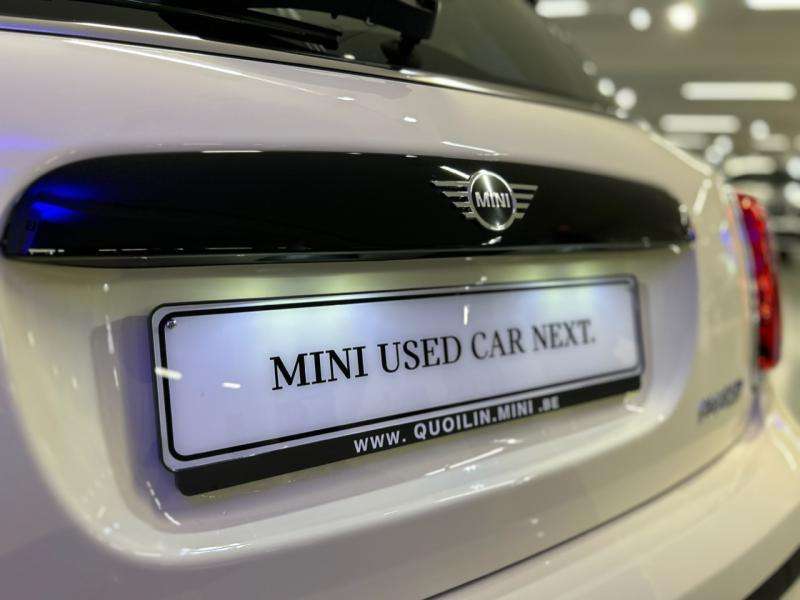 MINI
MINI USED CAR NEXT.
WWW. QUOILIN.MINI .BE